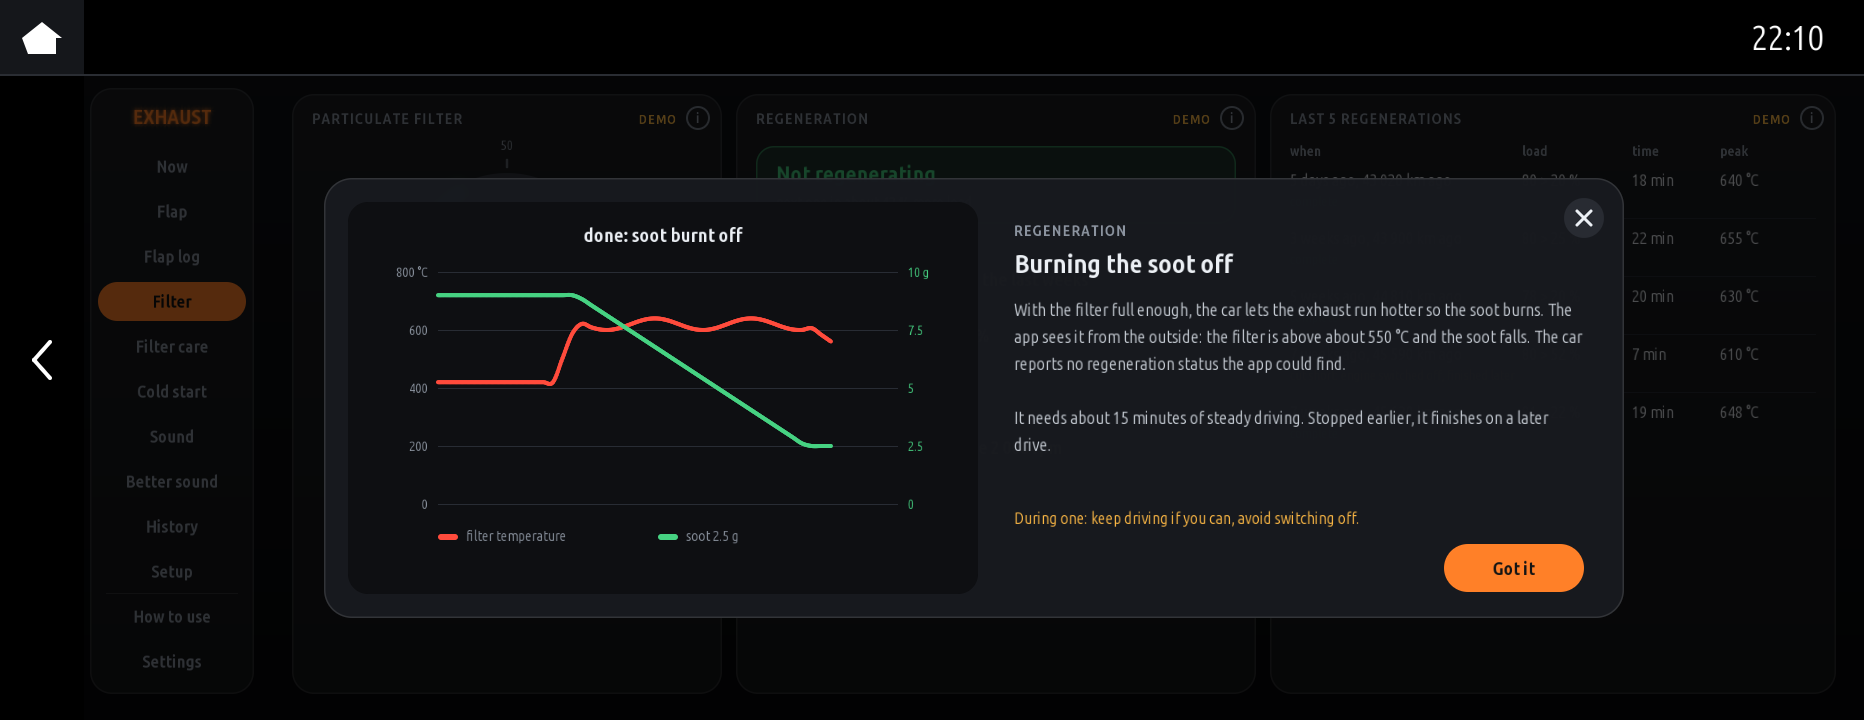 22:10
EXHAUST
Now
Flap
Flap log
Filter
Filter care
Cold start
Sound
Better sound
History
Setup
How to use
Settings
PARTICULATE FILTER
DEMO
i
50
REGENERATION
DEMO
i
Not regenerating
LAST 5 REGENERATIONS
DEMO
i
when load time peak
18 min 640 °C
22 min 655 °C
20 min 630 °C
7 min 610 °C
19 min 648 °C
done: soot burnt off
800 °C 10 g
600 7.5
400 5
200 2.5
0 0
filter temperature soot 2.5 g
REGENERATION
Burning the soot off
With the filter full enough, the car lets the exhaust run hotter so the soot burns. The
app sees it from the outside: the filter is above about 550 °C and the soot falls. The car
reports no regeneration status the app could find.
It needs about 15 minutes of steady driving. Stopped earlier, it finishes on a later
drive.
During one: keep driving if you can, avoid switching off.
Got it